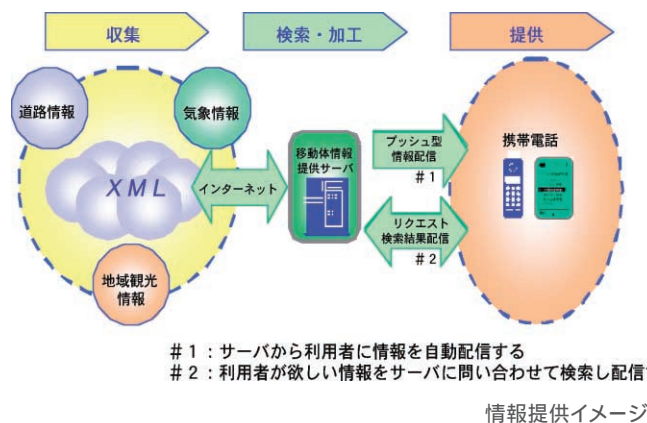 収集
検索・加工
提供
道路情報
気象情報
XML
インターネット
移動体情報
提供サーバ
プッシュ型
情報配信
#1
リクエスト
検索結果配信
#2
携帯電話
地域観光
情報
#1:サーバから利用者に情報を自動配信する
#2:利用者が欲しい情報をサーバに問い合わせて検索し配信
情報提供イメージ